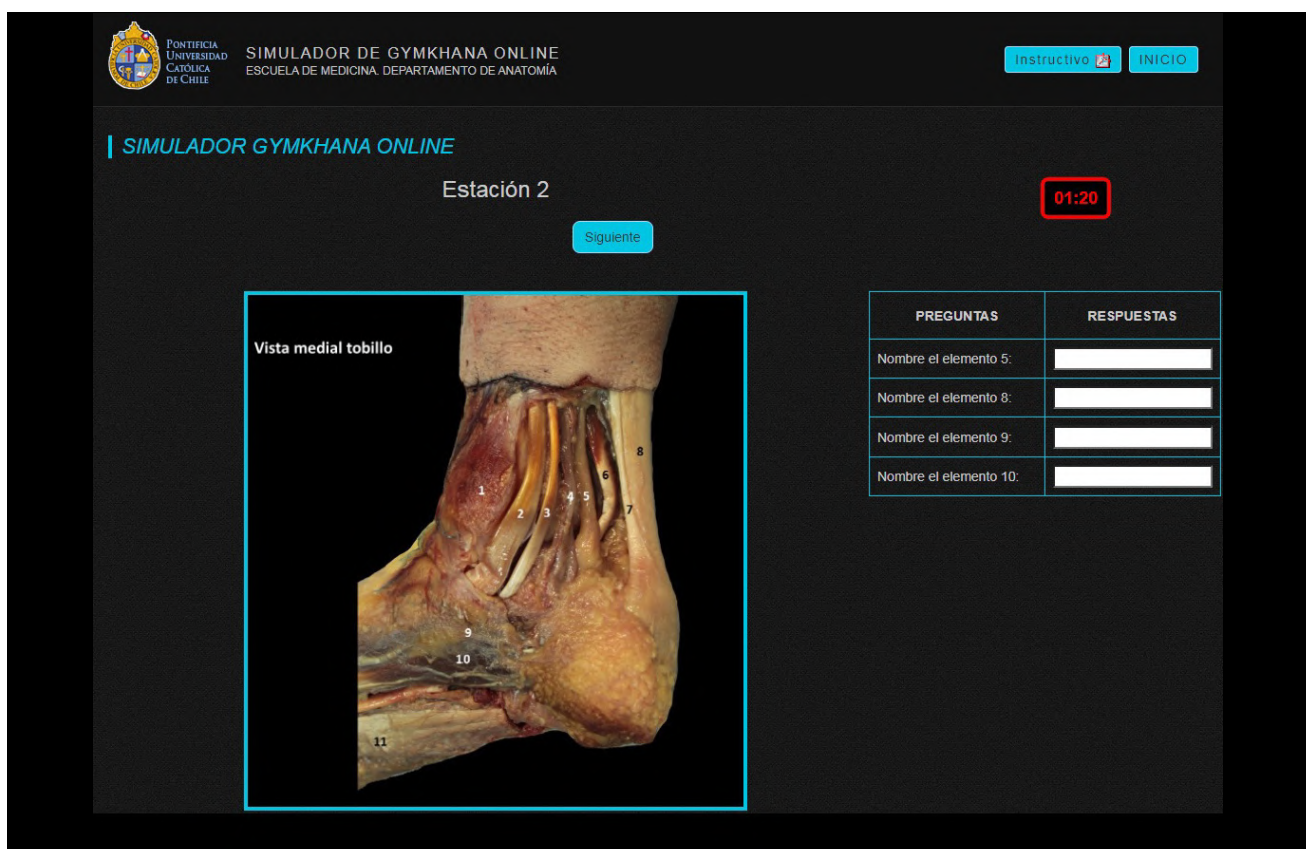 PONTIFICIA
UNIVERSIDAD
CATÓLICA
DE CHILE
SIMULADOR DE GYMKHANA ONLINE
ESCUELA DE MEDICINA. DEPARTAMENTO DE ANATOMÍA
Instructivo
INICIO
SIMULADOR GYMKHANA ONLINE
Estación 2
01:20
Siguiente
Vista medial tobillo
1
2
3
4
5
6
7
8
9
10
11
PREGUNTAS RESPUESTAS
Nombre el elemento 5:
Nombre el elemento 8:
Nombre el elemento 9:
Nombre el elemento 10: